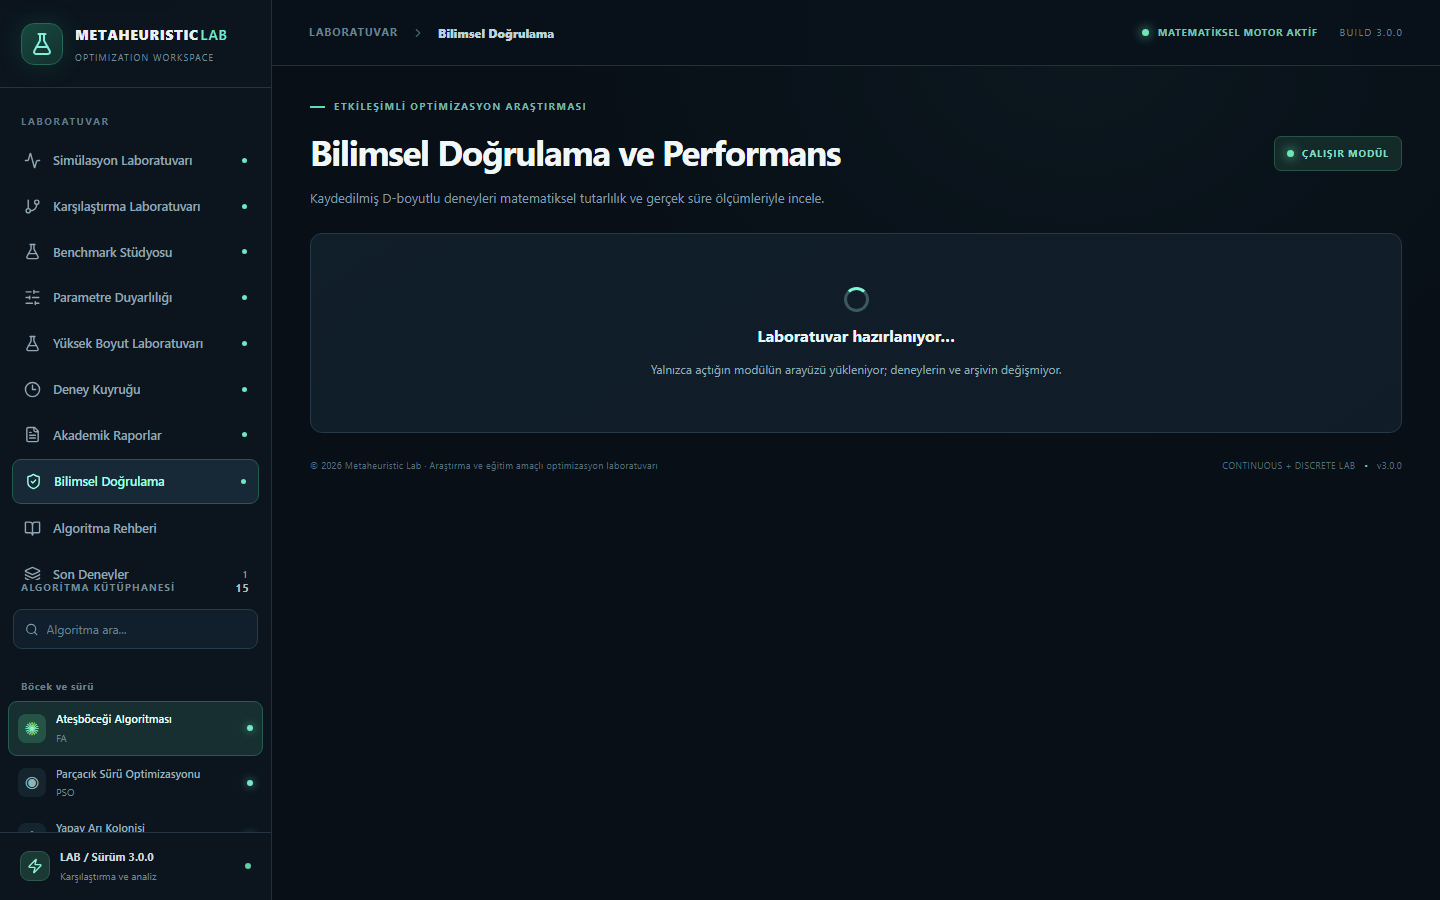 METAHEURISTIC LAB
OPTIMIZATION WORKSPACE
LABORATUVAR
Simülasyon Laboratuvarı
Karşılaştırma Laboratuvarı
Benchmark Stüdyosu
Parametre Duyarlılığı
Yüksek Boyut Laboratuvarı
Deney Kuyruğu
Akademik Raporlar
Bilimsel Doğrulama
Algoritma Rehberi
Son Deneyler 1
ALGORİTMA KÜTÜPHANESİ 15
Algoritma ara...
Böcek ve sürü
Ateşböceği Algoritması
FA
Parçacık Sürü Optimizasyonu
PSO
Yapay Arı Kolonisi
LAB / Sürüm 3.0.0
Karşılaştırma ve analiz
LABORATUVAR > Bilimsel Doğrulama
MATEMATİKSEL MOTOR AKTİF BUILD 3.0.0
ETKİLEŞİMLİ OPTİMİZASYON ARAŞTIRMASI
Bilimsel Doğrulama ve Performans
ÇALIŞIR MODÜL
Kaydedilmiş D-boyutlu deneyleri matematiksel tutarlılık ve gerçek süre ölçümleriyle incele.
Laboratuvar hazırlanıyor...
Yalnızca açtığın modülün arayüzü yükleniyor; deneylerin ve arşivin değişmiyor.
© 2026 Metaheuristic Lab · Araştırma ve eğitim amaçlı optimizasyon laboratuvarı
CONTINUOUS + DISCRETE LAB • v3.0.0